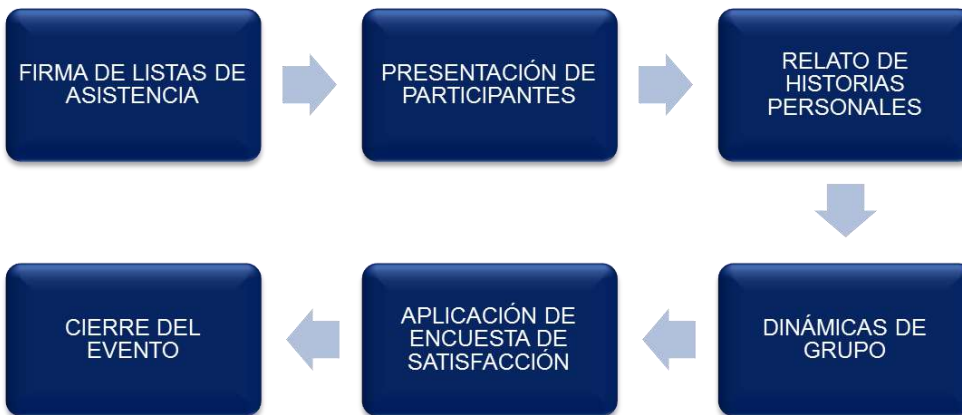 FIRMA DE LISTAS DE
ASISTENCIA
PRESENTACIÓN DE
PARTICIPANTES
RELATO DE
HISTORIAS
PERSONALES
DINÁMICAS DE
GRUPO
APLICACIÓN DE
ENCUESTA DE
SATISFACCIÓN
CIERRE DEL
EVENTO